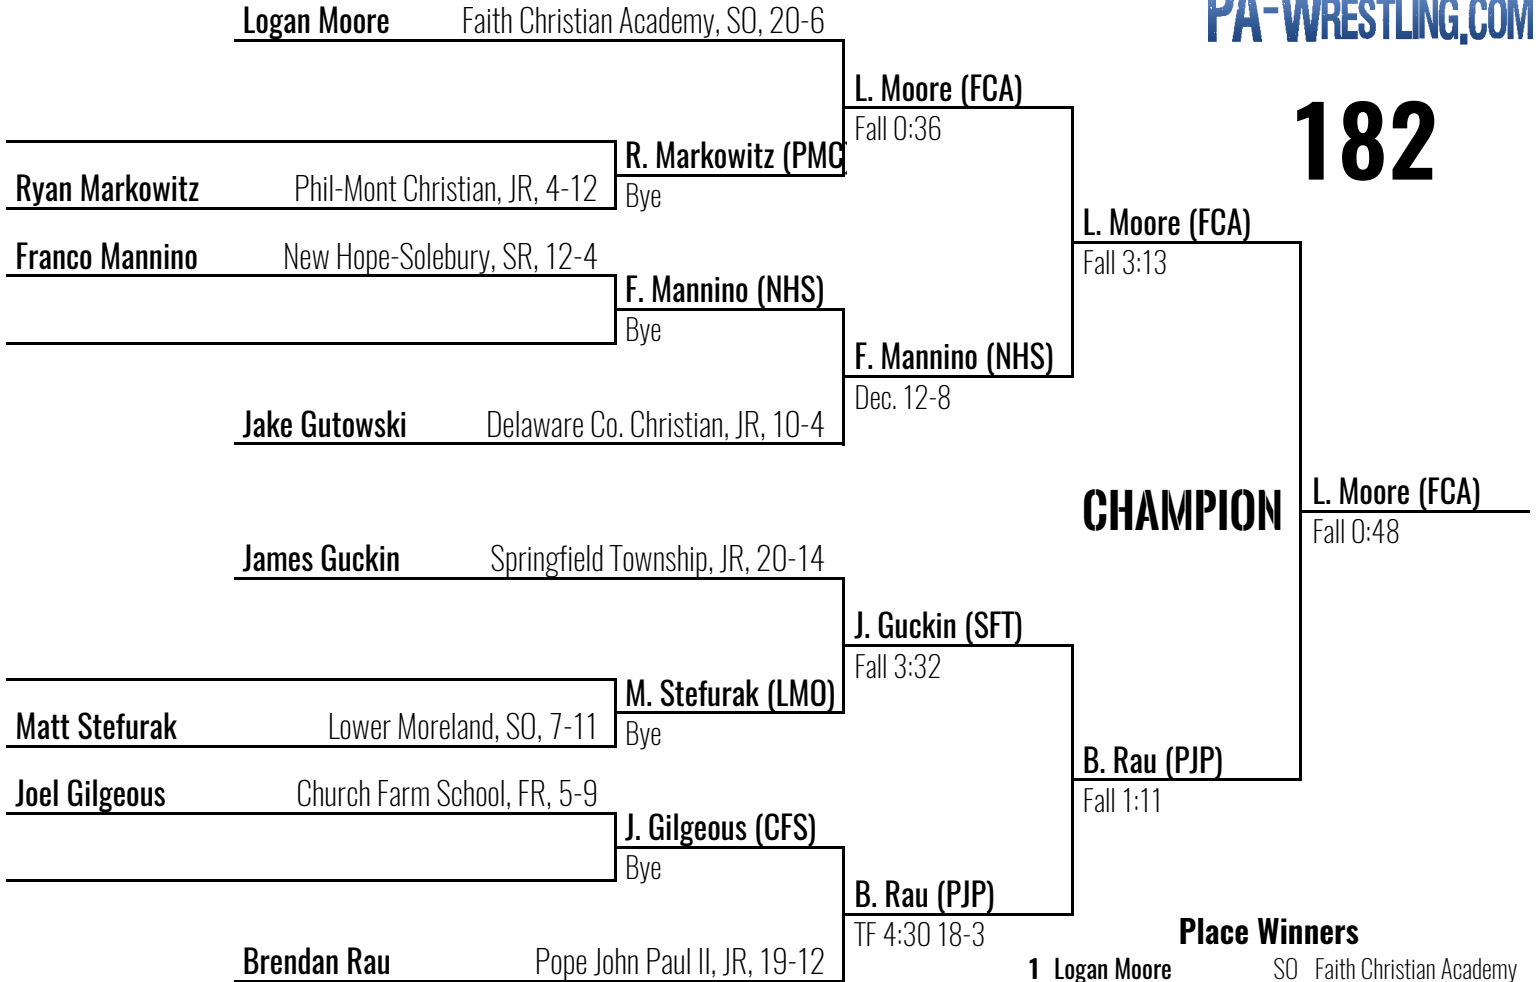 PA-WRESTLING.COM
182
Logan Moore Faith Christian Academy, SO, 20-6
L. Moore (FCA)
Fall 0:36
R. Markowitz (PMC)
Ryan Markowitz Phil-Mont Christian, JR, 4-12
Bye
L. Moore (FCA)
Fall 3:13
Franco Mannino New Hope-Solebury, SR, 12-4
F. Mannino (NHS)
Bye
F. Mannino (NHS)
Dec. 12-8
Jake Gutowski Delaware Co. Christian, JR, 10-4
CHAMPION
L. Moore (FCA)
Fall 0:48
James Guckin Springfield Township, JR, 20-14
J. Guckin (SFT)
Fall 3:32
M. Stefurak (LMO)
Matt Stefurak Lower Moreland, SO, 7-11
Bye
B. Rau (PJP)
Fall 1:11
Joel Gilgeous Church Farm School, FR, 5-9
J. Gilgeous (CFS)
Bye
B. Rau (PJP)
TF 4:30 18-3
Brendan Rau Pope John Paul II, JR, 19-12
Place Winners
1 Logan Moore SO Faith Christian Academy